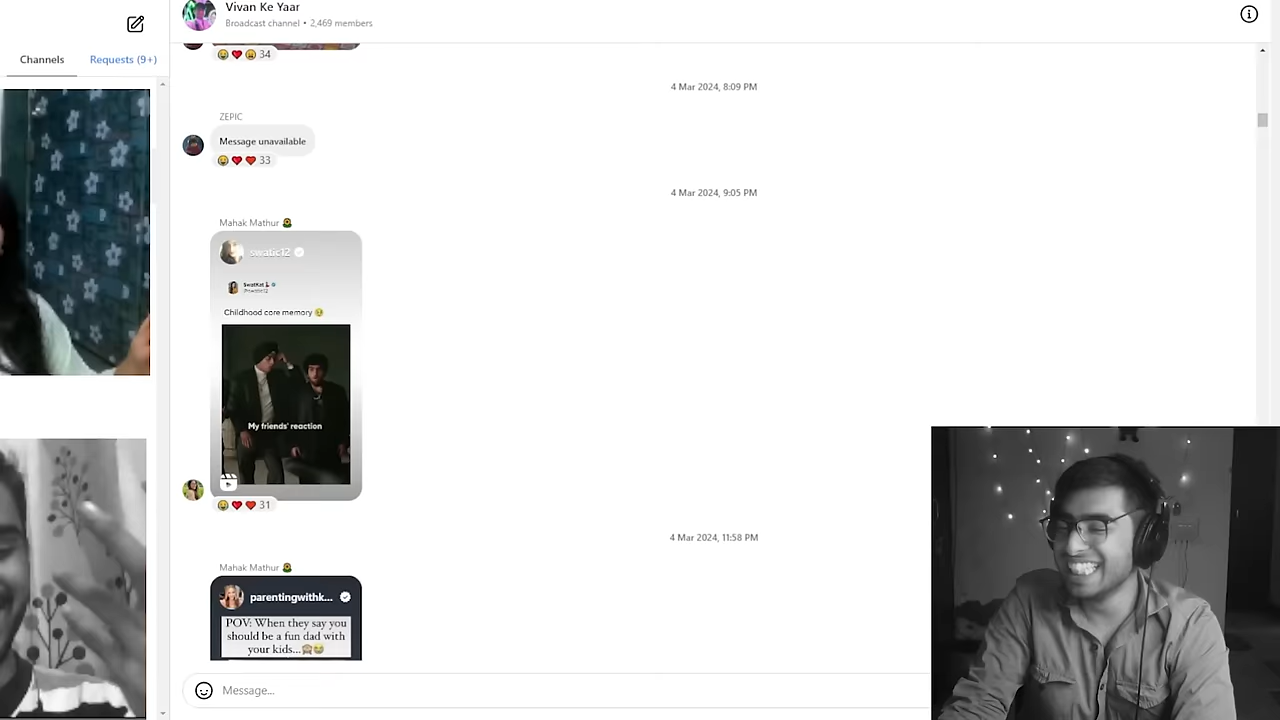 Vivan Ke Yaar
Broadcast channel • 2,469 members
Channels
Requests (9+)
34
4 Mar 2024, 8:09 PM
ZEPIC
Message unavailable
33
4 Mar 2024, 9:05 PM
Mahak Mathur
swatic12
SwatKat
@swatic12
Childhood core memory 🥹
My friends' reaction
31
4 Mar 2024, 11:58 PM
Mahak Mathur
parentingwithk...
POV: When they say you
should be a fun dad with
your kids...🙈😭
Message...